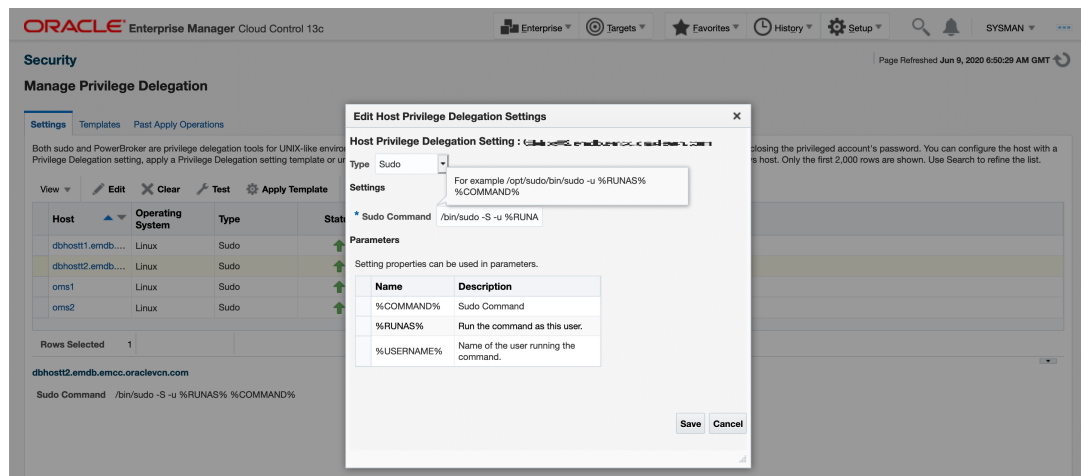 ORACLE Enterprise Manager Cloud Control 13c
Enterprise Targets Favorites History Setup SYSMAN
Security
Page Refreshed Jun 9, 2020 6:50:29 AM GMT
Manage Privilege Delegation
Settings Templates Past Apply Operations
Both sudo and PowerBroker are privilege delegation tools for UNIX-like
closing the privileged account's password. You can configure the host with a
Privilege Delegation setting, apply a Privilege Delegation setting template or
host. Only the first 2,000 rows are shown. Use Search to refine the list.
View Edit Clear Test Apply Template
Host Operating System Type
dbhostt1.emdb.... Linux Sudo
dbhostt2.emdb.... Linux Sudo
oms1 Linux Sudo
oms2 Linux Sudo
Rows Selected 1
dbhostt2.emdb.emcc.oraclevcn.com
Sudo Command /bin/sudo -S -u %RUNAS% %COMMAND%
Edit Host Privilege Delegation Settings
Host Privilege Delegation Setting :
Type Sudo
For example /opt/sudo/bin/sudo -u %RUNAS%
%COMMAND%
Settings
* Sudo Command /bin/sudo -S -u %RUNA
Parameters
Setting properties can be used in parameters.
Name Description
%COMMAND% Sudo Command
%RUNAS% Run the command as this user.
%USERNAME% Name of the user running the
command.
Save Cancel